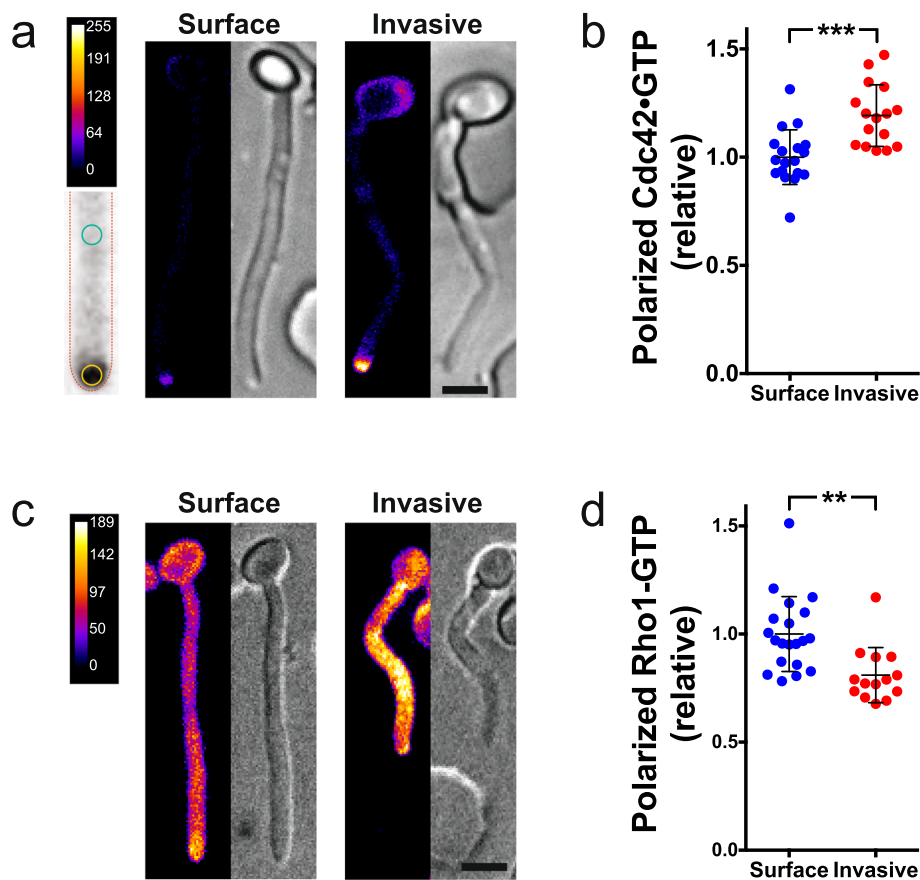 a
Surface
Invasive
255
191
128
64
0
b
Polarized Cdc42•GTP
(relative)
1.5
1.0
0.5
0.0
***
Surface Invasive
c
Surface
Invasive
189
142
97
50
0
d
Polarized Rho1-GTP
(relative)
1.5
1.0
0.5
0.0
**
Surface Invasive